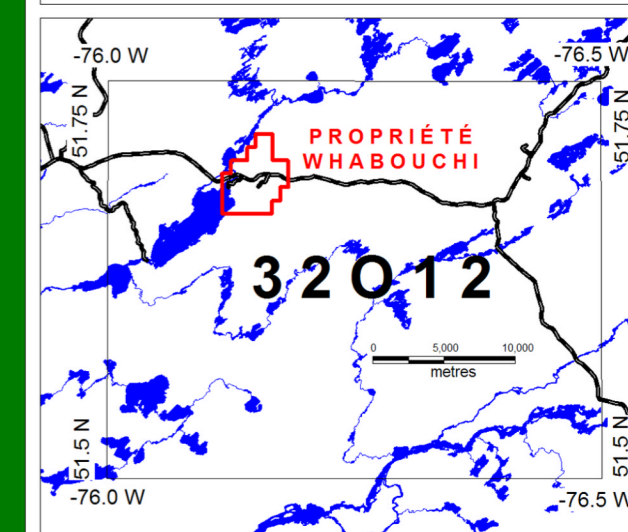 -76.0 W
-76.5 W
51.75 N
51.75 N
PROPRIÉTÉ
WHABOUCHI
32O12
0 5,000 10,000
metres
51.5 N
51.5 N
-76.0 W
-76.5 W